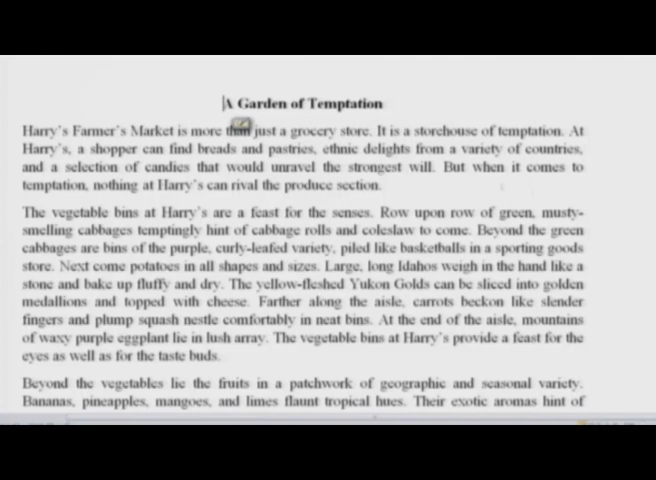 A Garden of Temptation
Harry's Farmer's Market is more than just a grocery store. It is a storehouse of temptation. At
Harry's, a shopper can find breads and pastries, ethnic delights from a variety of countries,
and a selection of candies that would unravel the strongest will. But when it comes to
temptation, nothing at Harry's can rival the produce section.
The vegetable bins at Harry's are a feast for the senses. Row upon row of green, musty-
smelling cabbages temptingly hint of cabbage rolls and coleslaw to come. Beyond the green
cabbages are bins of the purple, curly-leafed variety, piled like basketballs in a sporting goods
store. Next come potatoes in all shapes and sizes. Large, long Idahos weigh in the hand like a
stone and bake up fluffy and dry. The yellow-fleshed Yukon Golds can be sliced into golden
medallions and topped with cheese. Farther along the aisle, carrots beckon like slender
fingers and plump squash nestle comfortably in neat bins. At the end of the aisle, mountains
of waxy purple eggplant lie in lush array. The vegetable bins at Harry's provide a feast for the
eyes as well as for the taste buds.
Beyond the vegetables lie the fruits in a patchwork of geographic and seasonal variety.
Bananas, pineapples, mangoes, and limes flaunt tropical hues. Their exotic aromas hint of